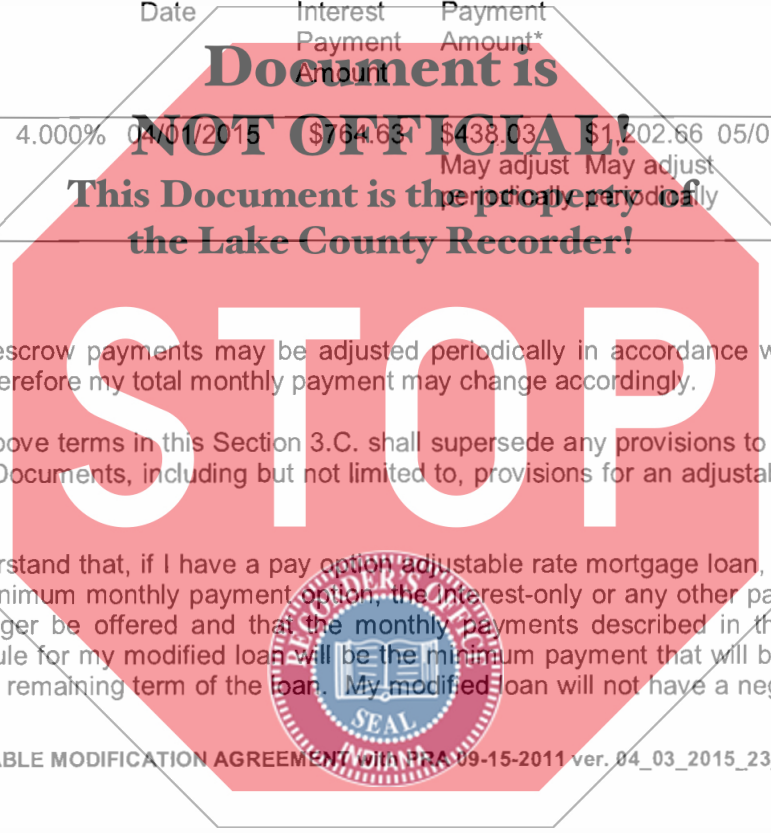 Date Interest Payment
Payment Amount*
Amount
Document is
NOT OFFICIAL!
This Document is the property of
the Lake County Recorder!
4.000% 04/01/2015 $764.63 $438.03 $1,202.66 05/0
May adjust May adjust
periodically periodically
STOP
escrow payments may be adjusted periodically in accordance w
erefore my total monthly payment may change accordingly.
bove terms in this Section 3.C. shall supersede any provisions to
Documents, including but not limited to, provisions for an adjustal
rstand that, if I have a pay option adjustable rate mortgage loan,
nimum monthly payment option, the interest-only or any other pa
ger be offered and that the monthly payments described in th
ule for my modified loan will be the minimum payment that will b
remaining term of the loan. My modified loan will not have a neg
RECORDER'S OFFICE
SEAL
INDIANA
ABLE MODIFICATION AGREEMENT with PRA 09-15-2011 ver. 04_03_2015_23